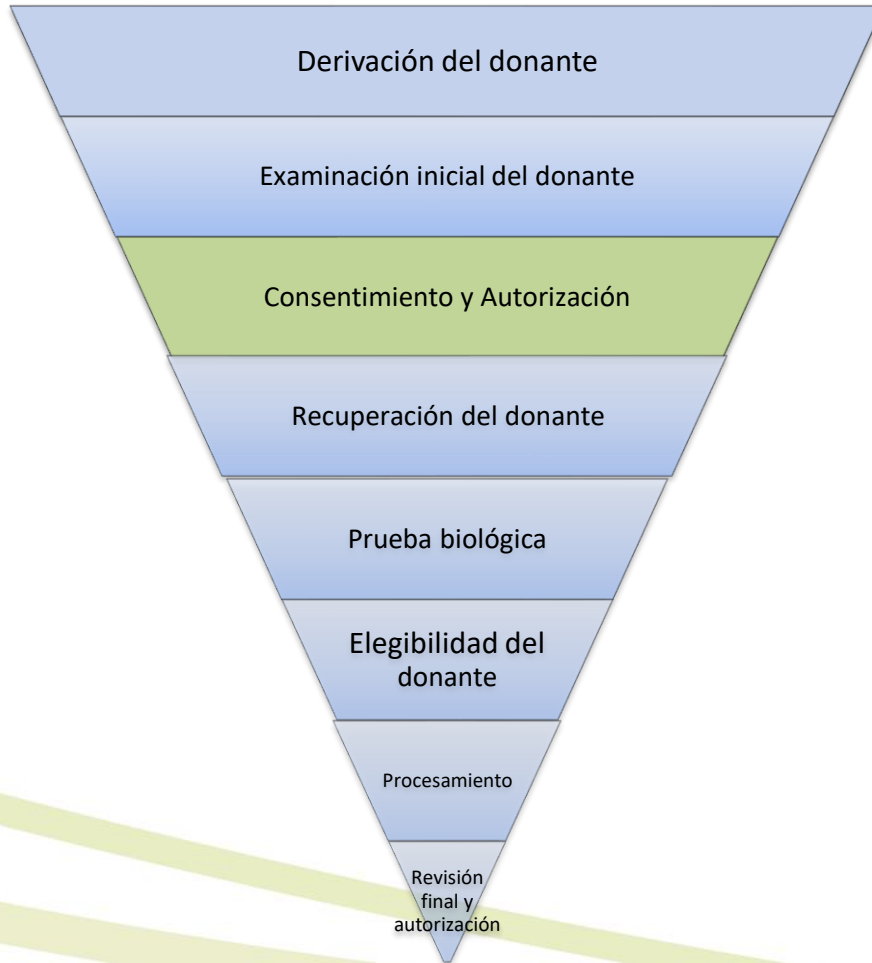 Derivación del donante
Examinación inicial del donante
Consentimiento y Autorización
Recuperación del donante
Prueba biológica
Elegibilidad del
donante
Procesamiento
Revisión
final y
autorización